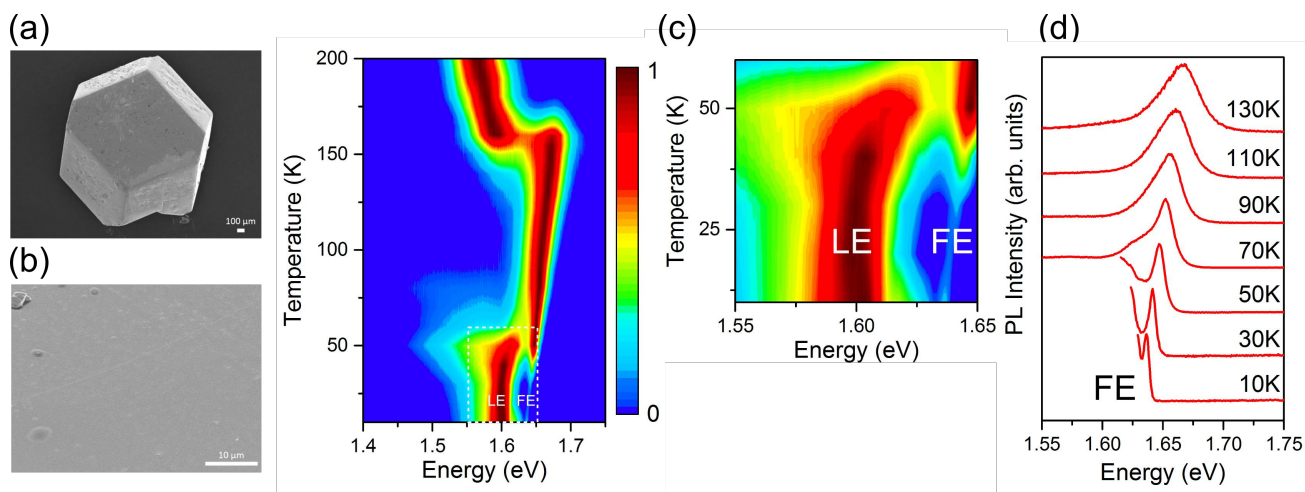 (a)
100 µm
(b)
10 µm
200
150
100
50
Temperature (K)
LE FE
1.4 1.5 1.6 1.7
Energy (eV)
1
0
(c)
50
25
Temperature (K)
LE FE
1.55 1.60 1.65
Energy (eV)
(d)
PL Intensity (arb. units)
130K
110K
90K
70K
50K
30K
10K
FE
1.55 1.60 1.65 1.70 1.75
Energy (eV)